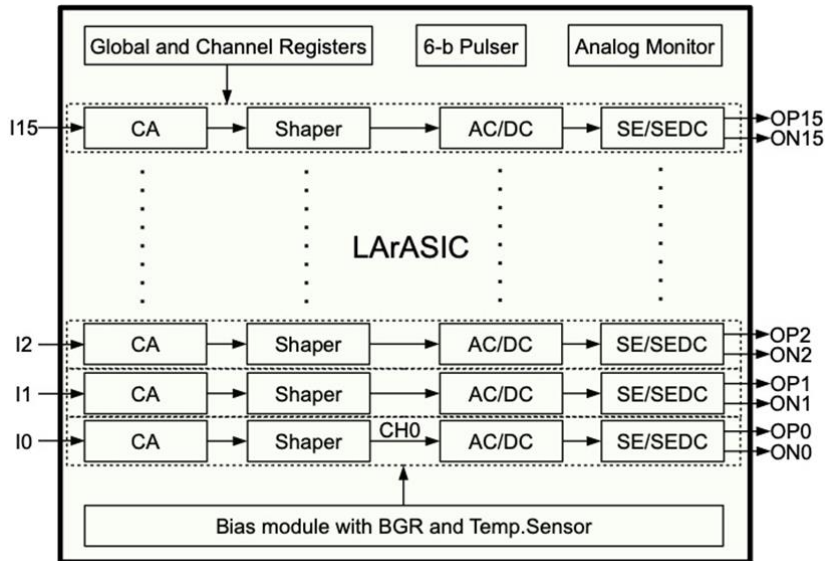 Global and Channel Registers 6-b Pulser Analog Monitor
I15 CA Shaper AC/DC SE/SEDC OP15
ON15
LArASIC
I2 CA Shaper AC/DC SE/SEDC OP2
ON2
I1 CA Shaper AC/DC SE/SEDC OP1
ON1
I0 CA Shaper CH0 AC/DC SE/SEDC OP0
ON0
Bias module with BGR and Temp.Sensor